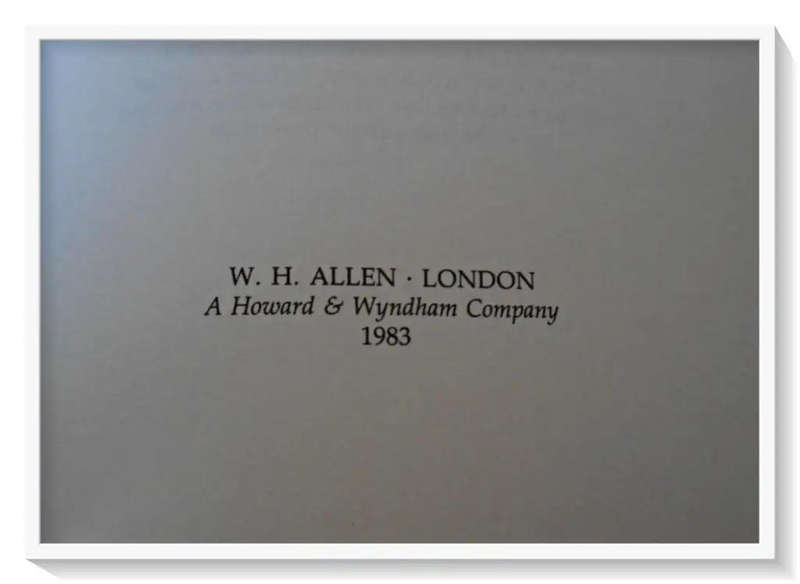 W. H. ALLEN · LONDON
A Howard & Wyndham Company
1983